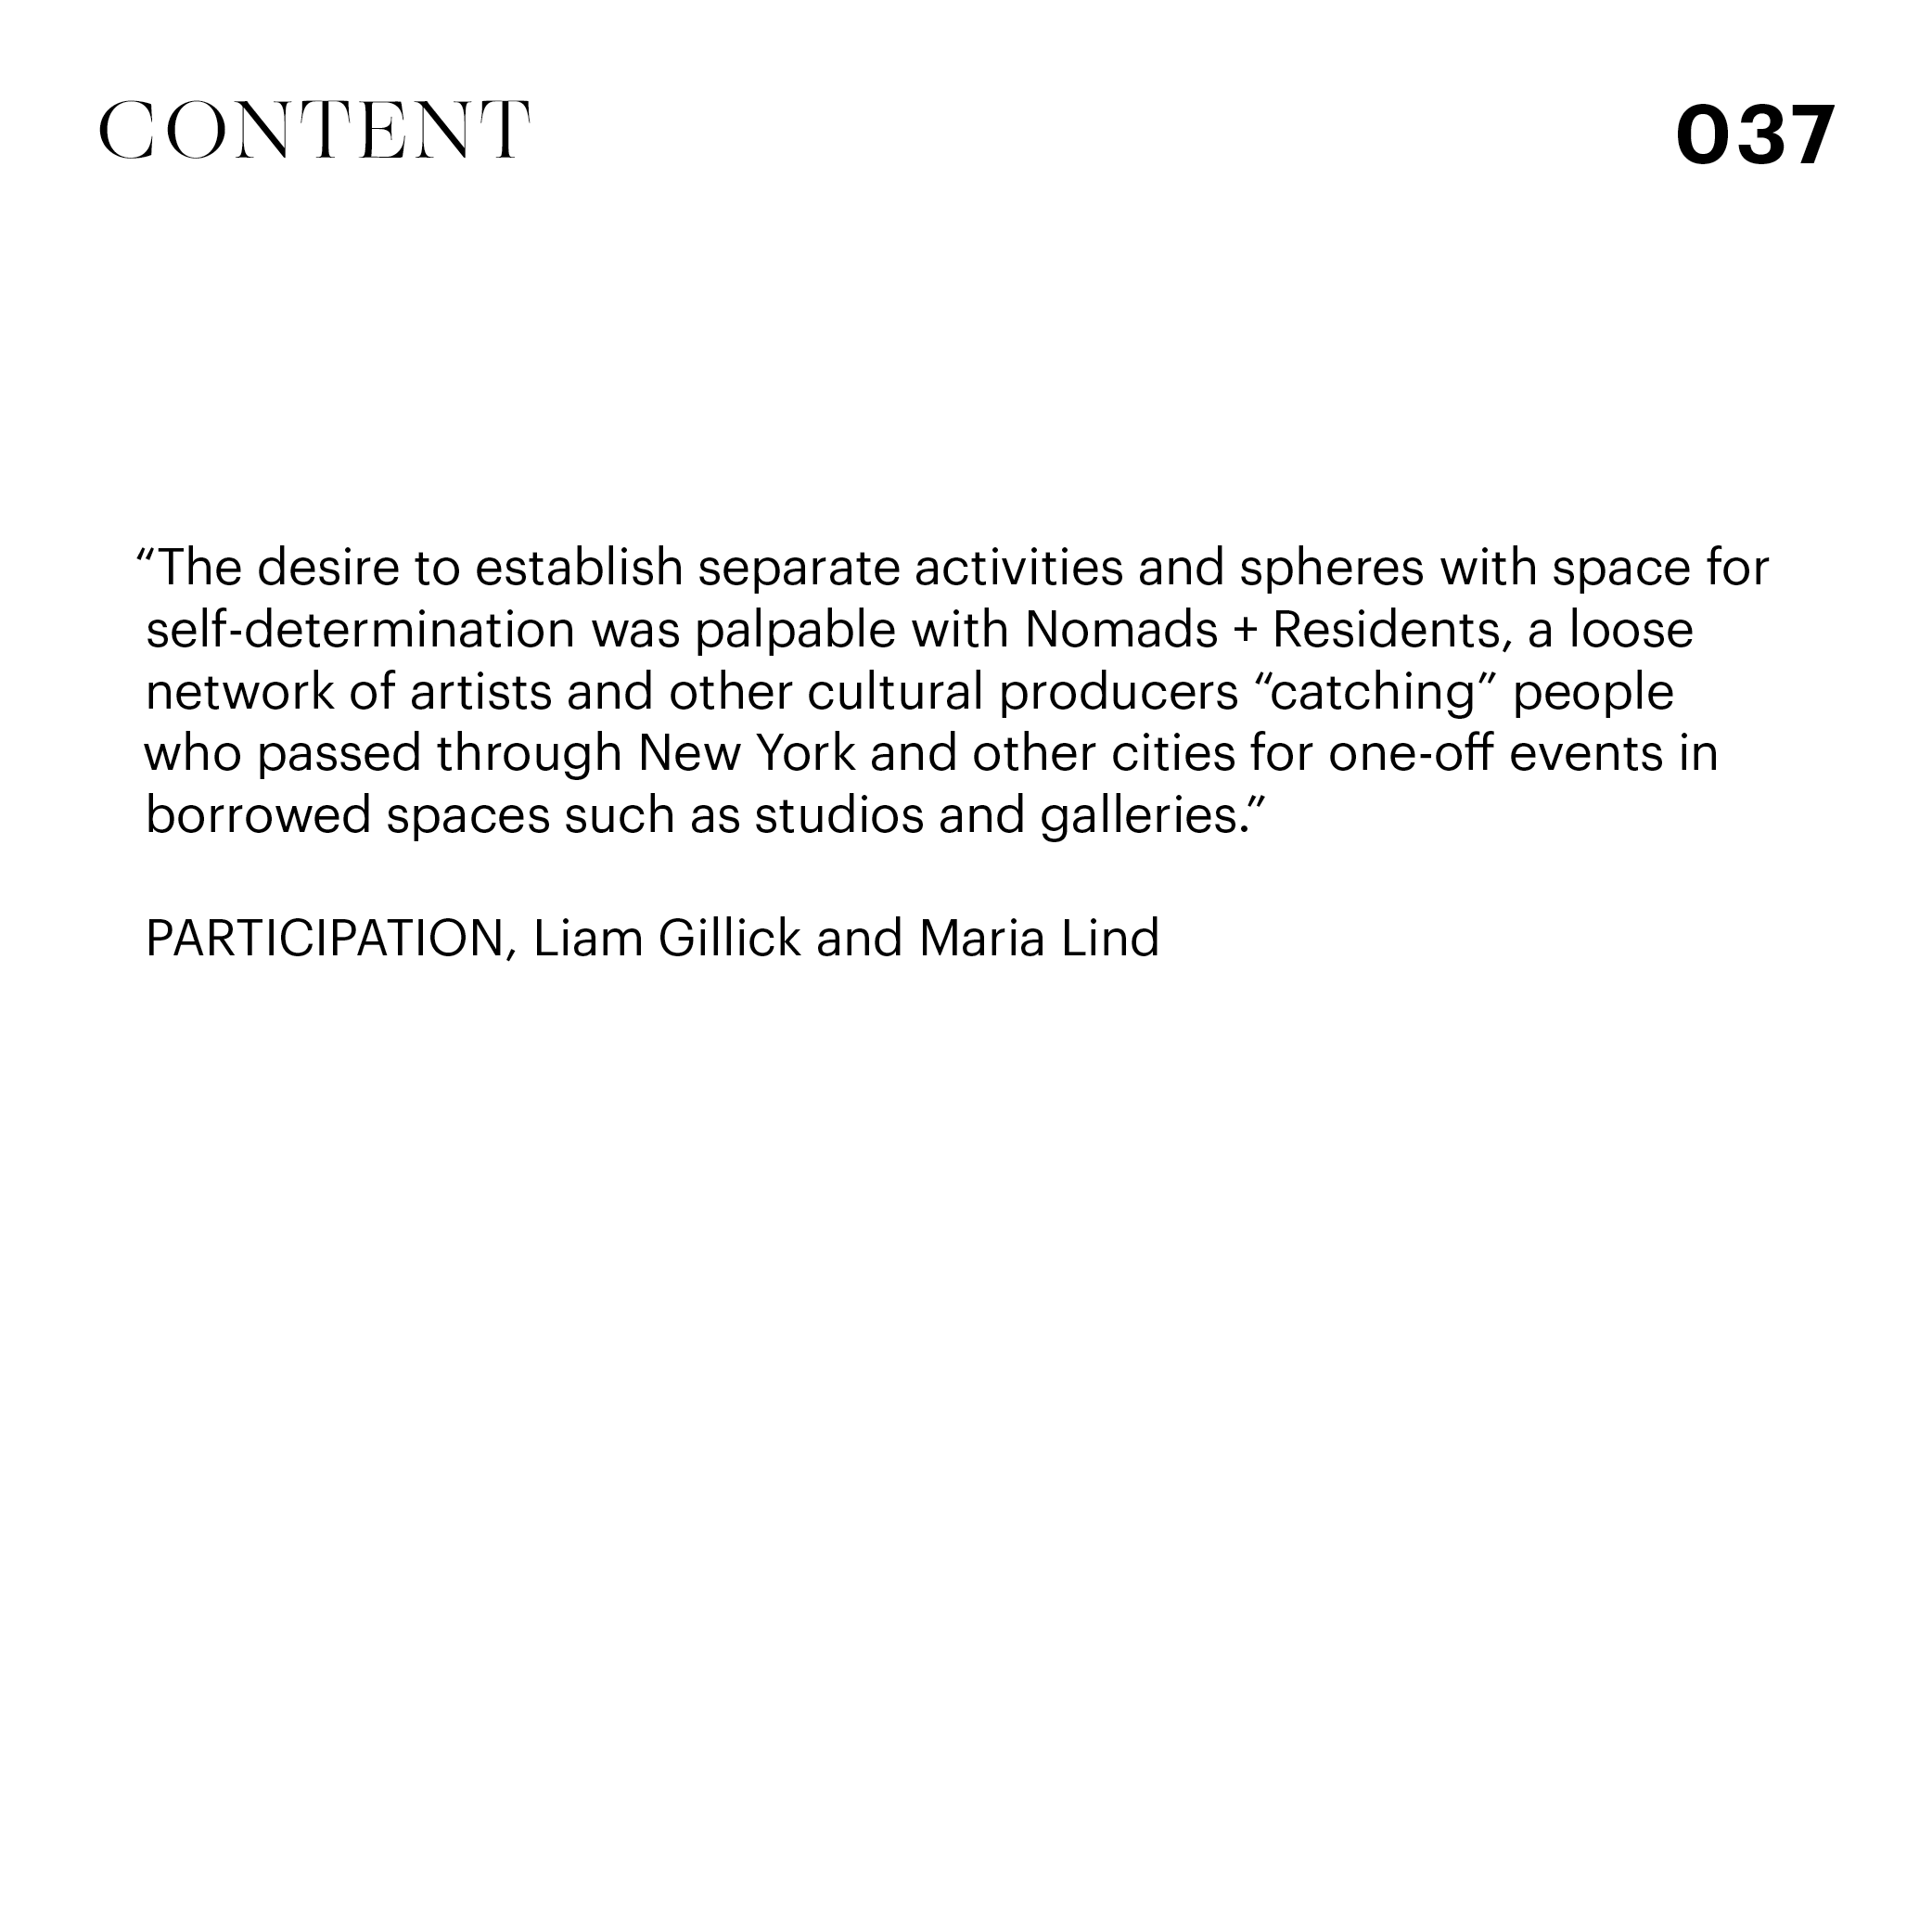 CONTENT
037
“The desire to establish separate activities and spheres with space for
self-determination was palpable with Nomads + Residents, a loose
network of artists and other cultural producers “catching” people
who passed through New York and other cities for one-off events in
borrowed spaces such as studios and galleries.”
PARTICIPATION, Liam Gillick and Maria Lind